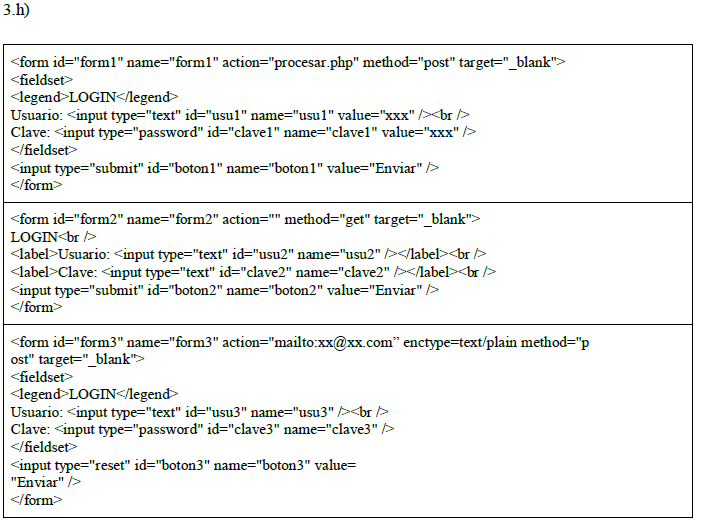 3.h)
<form id="form1" name="form1" action="procesar.php" method="post" target="_blank">
<fieldset>
<legend>LOGIN</legend>
Usuario: <input type="text" id="usu1" name="usu1" value="xxx" /><br />
Clave: <input type="password" id="clave1" name="clave1" value="xxx" />
</fieldset>
<input type="submit" id="boton1" name="boton1" value="Enviar" />
</form>
<form id="form2" name="form2" action="" method="get" target="_blank">
LOGIN<br />
<label>Usuario: <input type="text" id="usu2" name="usu2" /></label><br />
<label>Clave: <input type="text" id="clave2" name="clave2" /></label><br />
<input type="submit" id="boton2" name="boton2" value="Enviar" />
</form>
<form id="form3" name="form3" action="mailto:xx@xx.com” enctype=text/plain method="p
ost" target="_blank">
<fieldset>
<legend>LOGIN</legend>
Usuario: <input type="text" id="usu3" name="usu3" /><br />
Clave: <input type="password" id="clave3" name="clave3" />
</fieldset>
<input type="reset" id="boton3" name="boton3" value=
"Enviar" />
</form>